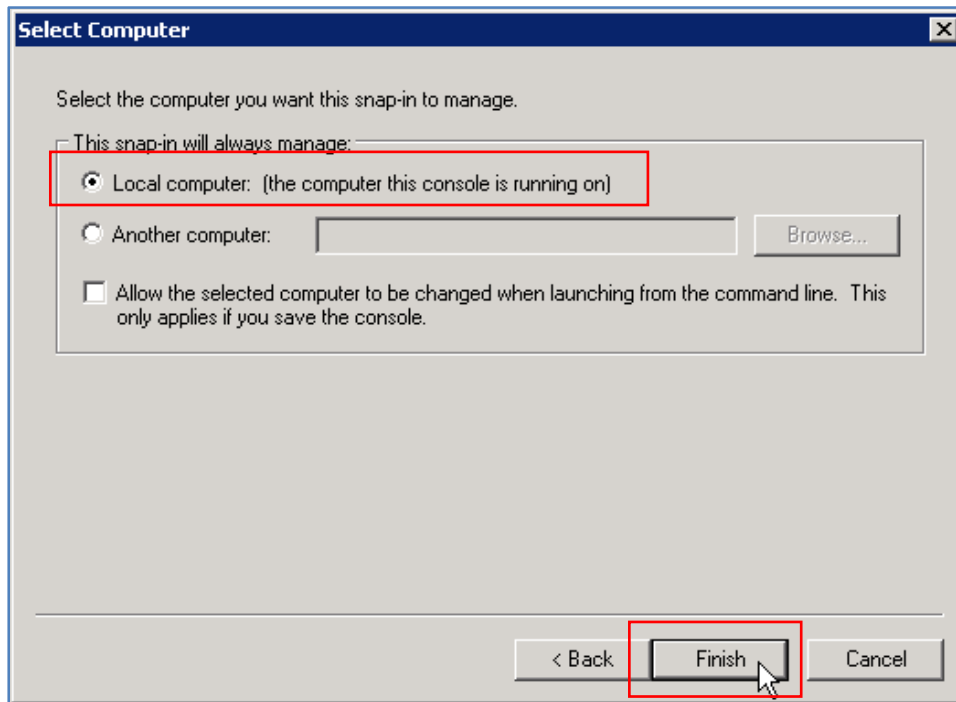 Select Computer
Select the computer you want this snap-in to manage.
This snap-in will always manage:
Local computer: (the computer this console is running on)
Another computer:
Browse...
Allow the selected computer to be changed when launching from the command line. This
only applies if you save the console.
< Back
Finish
Cancel